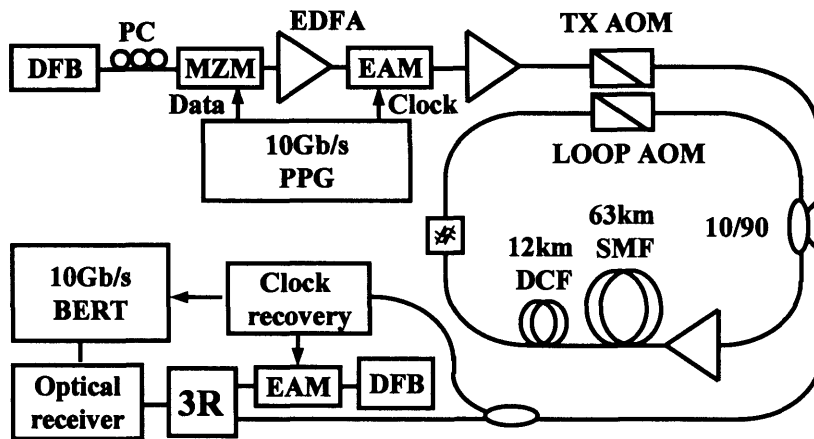 EDFA
TX AOM
PC
DFB
MZM
EAM
Data
Clock
10Gb/s
PPG
LOOP AOM
63km
SMF
10/90
12km
DCF
10Gb/s
BERT
Clock
recovery
Optical
receiver
3R
EAM
DFB